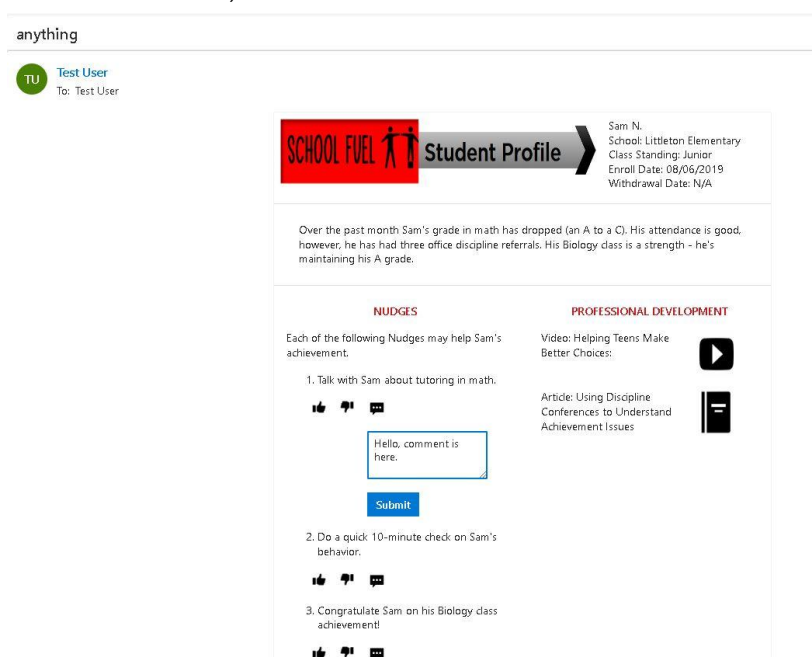 anything
TU
Test User
To: Test User
SCHOOL FUEL
Student Profile
Sam N.
School: Littleton Elementary
Class Standing: Junior
Enroll Date: 08/06/2019
Withdrawal Date: N/A
Over the past month Sam's grade in math has dropped (an A to a C). His attendance is good,
however, he has had three office discipline referrals. His Biology class is a strength - he's
maintaining his A grade.
NUDGES
Each of the following Nudges may help Sam's
achievement.
1. Talk with Sam about tutoring in math.
Hello, comment is
here.
Submit
2. Do a quick 10-minute check on Sam's
behavior.
3. Congratulate Sam on his Biology class
achievement!
PROFESSIONAL DEVELOPMENT
Video: Helping Teens Make
Better Choices:
Article: Using Discipline
Conferences to Understand
Achievement Issues